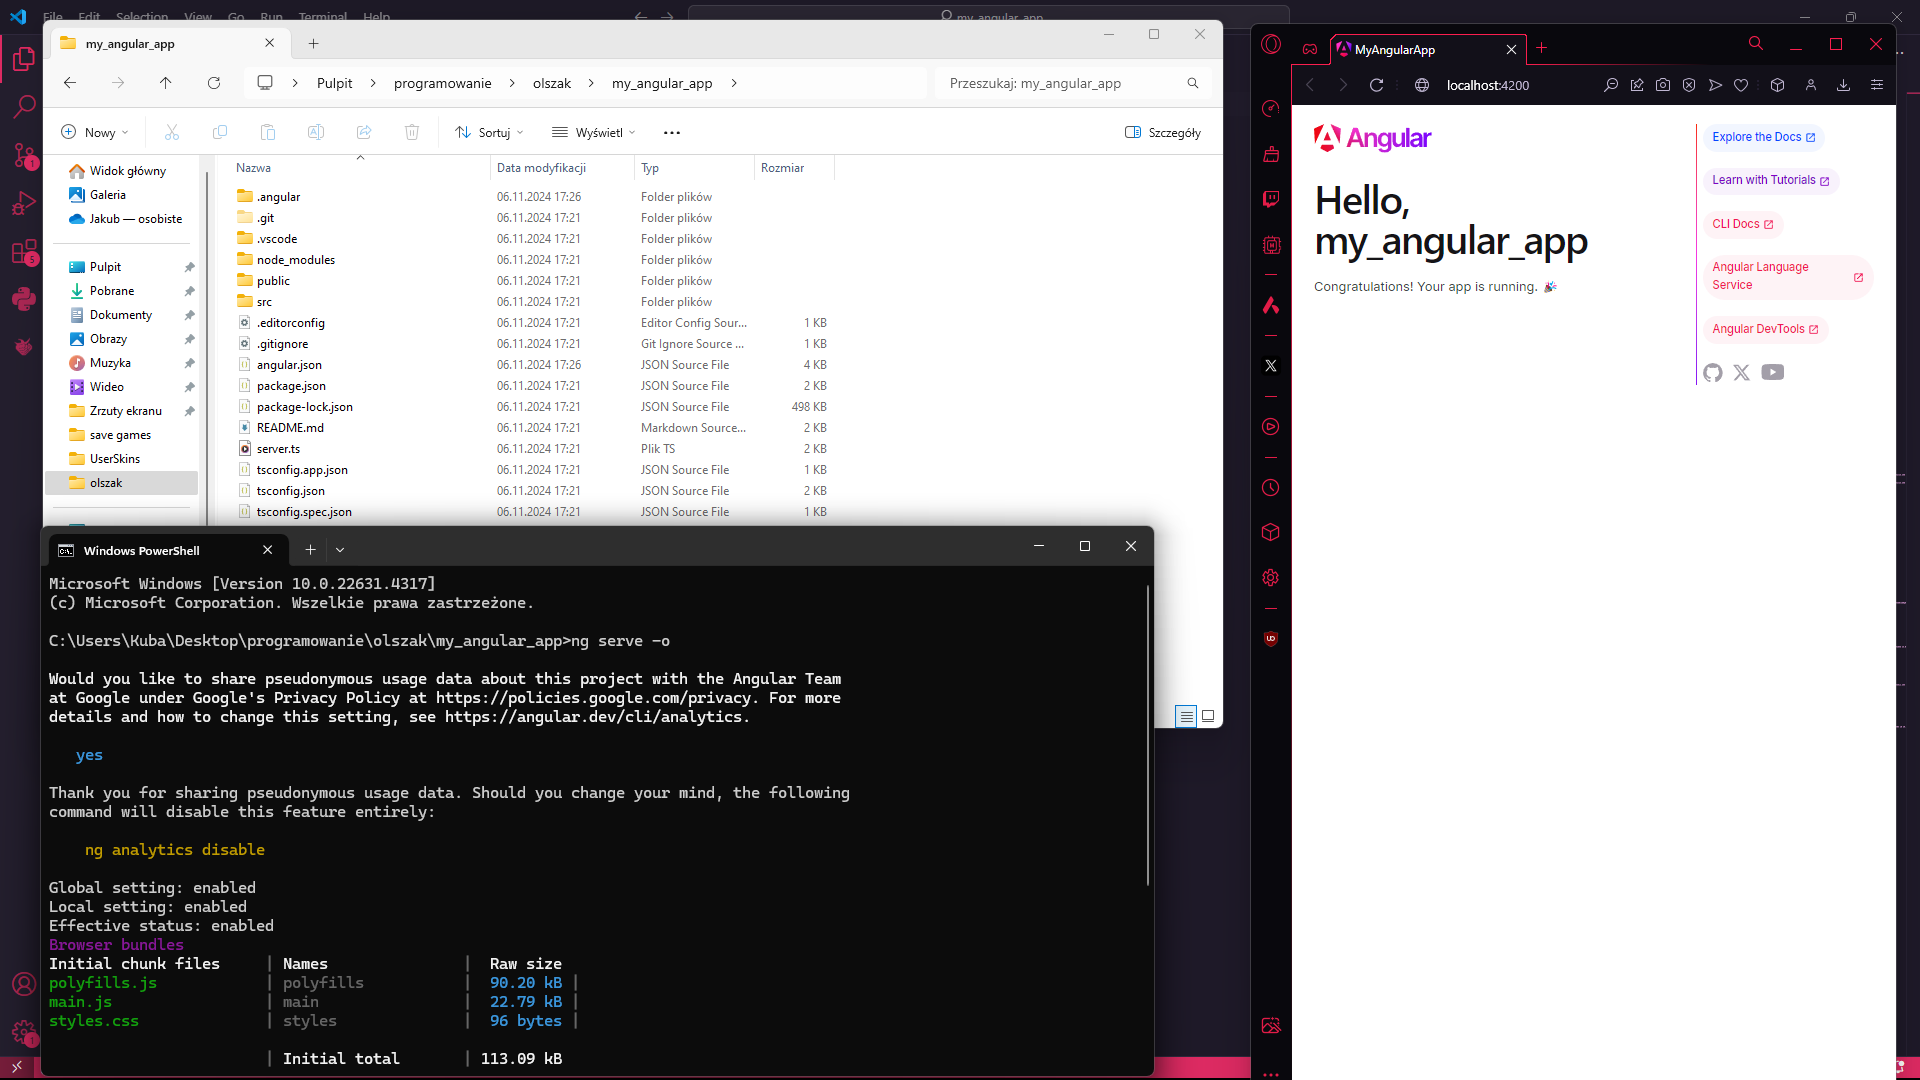 File Edit Selection View Go Run Terminal Help
my_angular_app
my_angular_app
Pulpit programowanie olszak my_angular_app
Przeszukaj: my_angular_app
Nowy
Sortuj
Wyświetl
Szczegóły
Widok główny
Galeria
Jakub — osobiste
Pulpit
Pobrane
Dokumenty
Obrazy
Muzyka
Wideo
Zrzuty ekranu
save games
UserSkins
olszak
Nazwa Data modyfikacji Typ Rozmiar
.angular 06.11.2024 17:26 Folder plików
.git 06.11.2024 17:21 Folder plików
.vscode 06.11.2024 17:21 Folder plików
node_modules 06.11.2024 17:21 Folder plików
public 06.11.2024 17:21 Folder plików
src 06.11.2024 17:21 Folder plików
.editorconfig 06.11.2024 17:21 Editor Config Sour... 1 KB
.gitignore 06.11.2024 17:21 Git Ignore Source ... 1 KB
angular.json 06.11.2024 17:26 JSON Source File 4 KB
package.json 06.11.2024 17:21 JSON Source File 2 KB
package-lock.json 06.11.2024 17:21 JSON Source File 498 KB
README.md 06.11.2024 17:21 Markdown Source... 2 KB
server.ts 06.11.2024 17:21 Plik TS 2 KB
tsconfig.app.json 06.11.2024 17:21 JSON Source File 1 KB
tsconfig.json 06.11.2024 17:21 JSON Source File 2 KB
tsconfig.spec.json 06.11.2024 17:21 JSON Source File 1 KB
Windows PowerShell
Microsoft Windows [Version 10.0.22631.4317]
(c) Microsoft Corporation. Wszelkie prawa zastrzeżone.
C:\Users\Kuba\Desktop\programowanie\olszak\my_angular_app>ng serve -o
Would you like to share pseudonymous usage data about this project with the Angular Team
at Google under Google's Privacy Policy at https://policies.google.com/privacy. For more
details and how to change this setting, see https://angular.dev/cli/analytics.
yes
Thank you for sharing pseudonymous usage data. Should you change your mind, the following
command will disable this feature entirely:
ng analytics disable
Global setting: enabled
Local setting: enabled
Effective status: enabled
Browser bundles
Initial chunk files | Names | Raw size
polyfills.js | polyfills | 90.20 kB |
main.js | main | 22.79 kB |
styles.css | styles | 96 bytes |
| Initial total | 113.09 kB
MyAngularApp
localhost:4200
Angular
Hello,
my_angular_app
Congratulations! Your app is running. 🎉
Explore the Docs
Learn with Tutorials
CLI Docs
Angular Language
Service
Angular DevTools
1
5
1